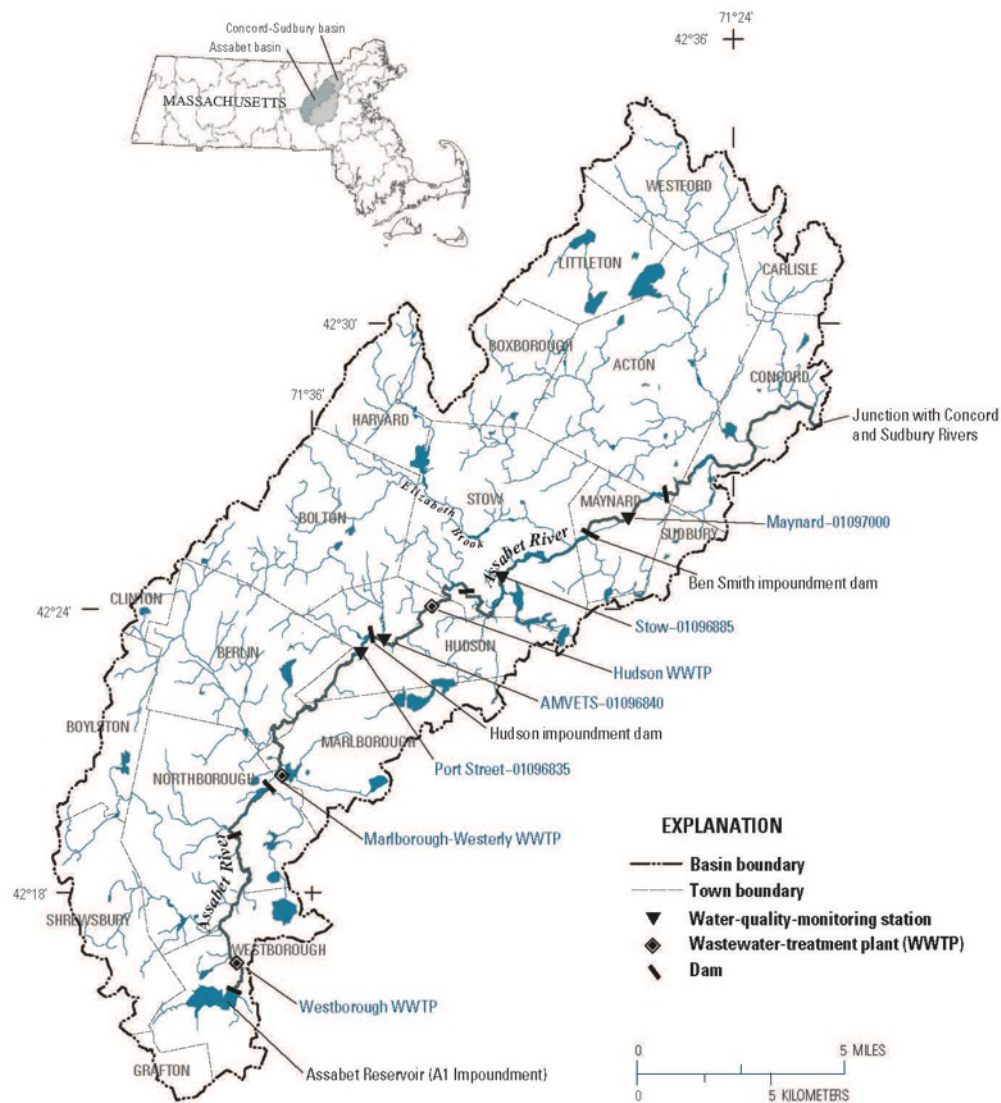 Concord-Sudbury basin
Assabet basin
MASSACHUSETTS
71°24'
42°36'
WESTFORD
LITTLETON
CARLISLE
42°30'
BOXBOROUGH
ACTON
CONCORD
71°36'
HARVARD
Junction with Concord
and Sudbury Rivers
Elizabeth Brook
STOW
MAYNARD
BOLTON
SUDBURY
Maynard–01097000
Assabet River
Ben Smith impoundment dam
CLINTON
42°24'
Stow–01096885
HUDSON
BERLIN
Hudson WWTP
AMVETS–01096840
BOYLSTON
MARLBOROUGH
Hudson impoundment dam
NORTHBOROUGH
Port Street–01096835
Marlborough-Westerly WWTP
Assabet River
42°18'
SHREWSBURY
WESTBOROUGH
Westborough WWTP
GRAFTON
Assabet Reservoir (A1 Impoundment)
EXPLANATION
Basin boundary
Town boundary
Water-quality-monitoring station
Wastewater-treatment plant (WWTP)
Dam
0 5 MILES
0 5 KILOMETERS